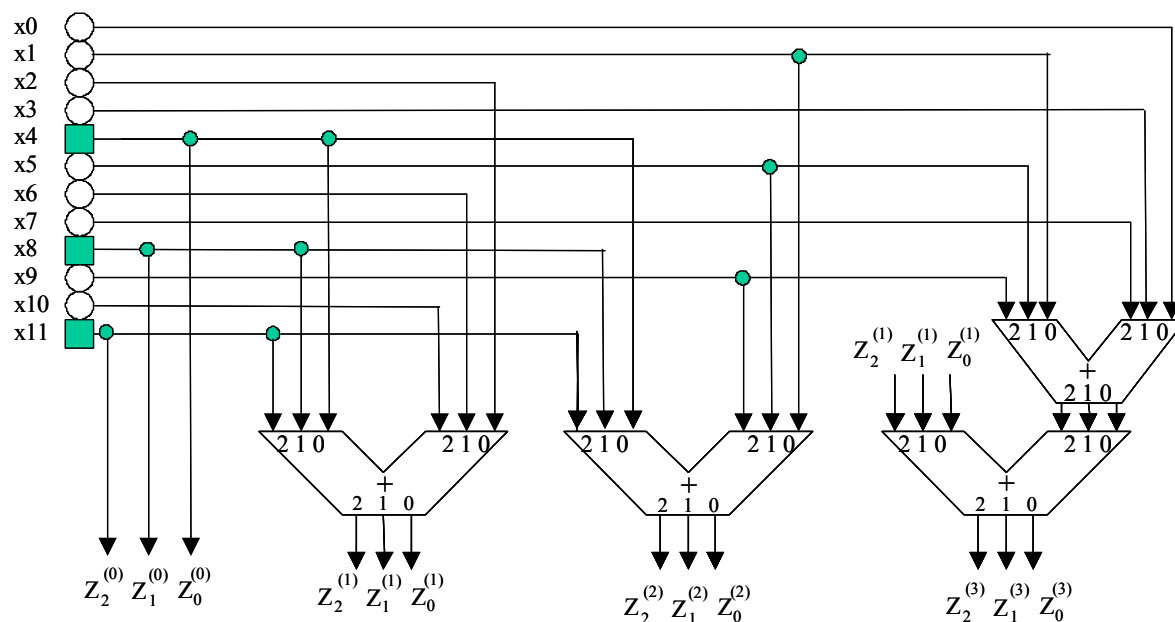 x0
x1
x2
x3
x4
x5
x6
x7
x8
x9
x10
x11
2 1 0 2 1 0
+
2 1 0
Z₂⁽¹⁾ Z₁⁽¹⁾ Z₀⁽¹⁾
2 1 0 2 1 0
+
2 1 0
2 1 0 2 1 0
+
2 1 0
2 1 0 2 1 0
+
2 1 0
Z₂⁽⁰⁾ Z₁⁽⁰⁾ Z₀⁽⁰⁾
Z₂⁽¹⁾ Z₁⁽¹⁾ Z₀⁽¹⁾
Z₂⁽²⁾ Z₁⁽²⁾ Z₀⁽²⁾
Z₂⁽³⁾ Z₁⁽³⁾ Z₀⁽³⁾